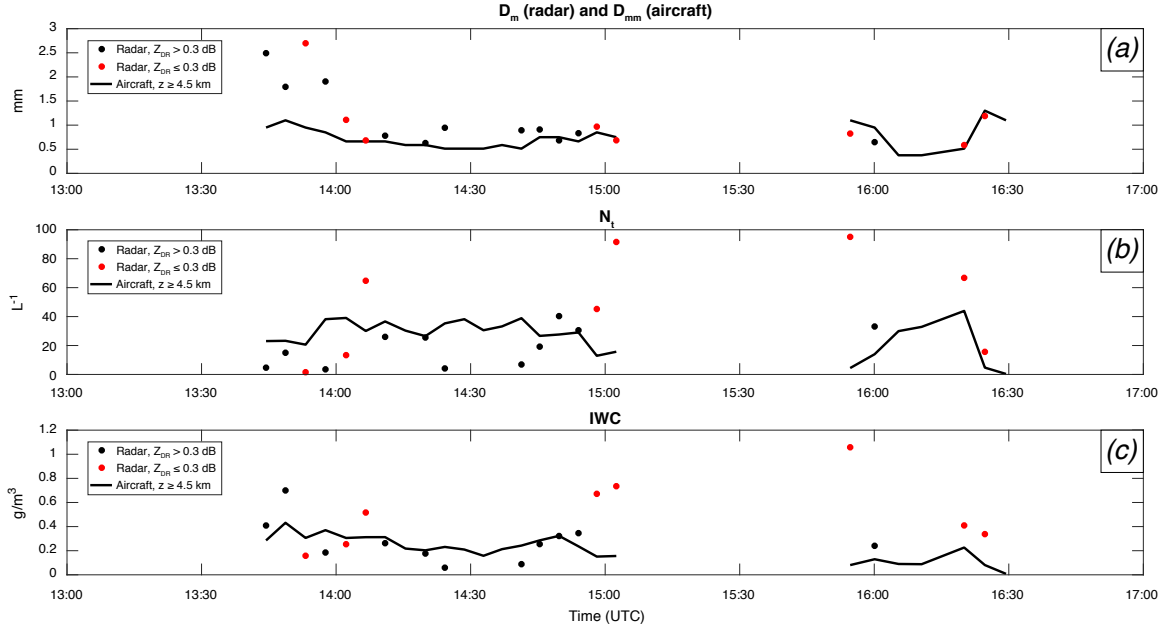 D_m (radar) and D_mm (aircraft)
3
2.5
2
1.5
1
0.5
0
mm
Radar, Z_DR > 0.3 dB
Radar, Z_DR ≤ 0.3 dB
Aircraft, z ≥ 4.5 km
(a)
13:00 13:30 14:00 14:30 15:00 15:30 16:00 16:30 17:00
N_t
100
80
60
40
20
0
L^-1
Radar, Z_DR > 0.3 dB
Radar, Z_DR ≤ 0.3 dB
Aircraft, z ≥ 4.5 km
(b)
13:00 13:30 14:00 14:30 15:00 15:30 16:00 16:30 17:00
IWC
1.2
1
0.8
0.6
0.4
0.2
0
g/m^3
Radar, Z_DR > 0.3 dB
Radar, Z_DR ≤ 0.3 dB
Aircraft, z ≥ 4.5 km
(c)
13:00 13:30 14:00 14:30 15:00 15:30 16:00 16:30 17:00
Time (UTC)